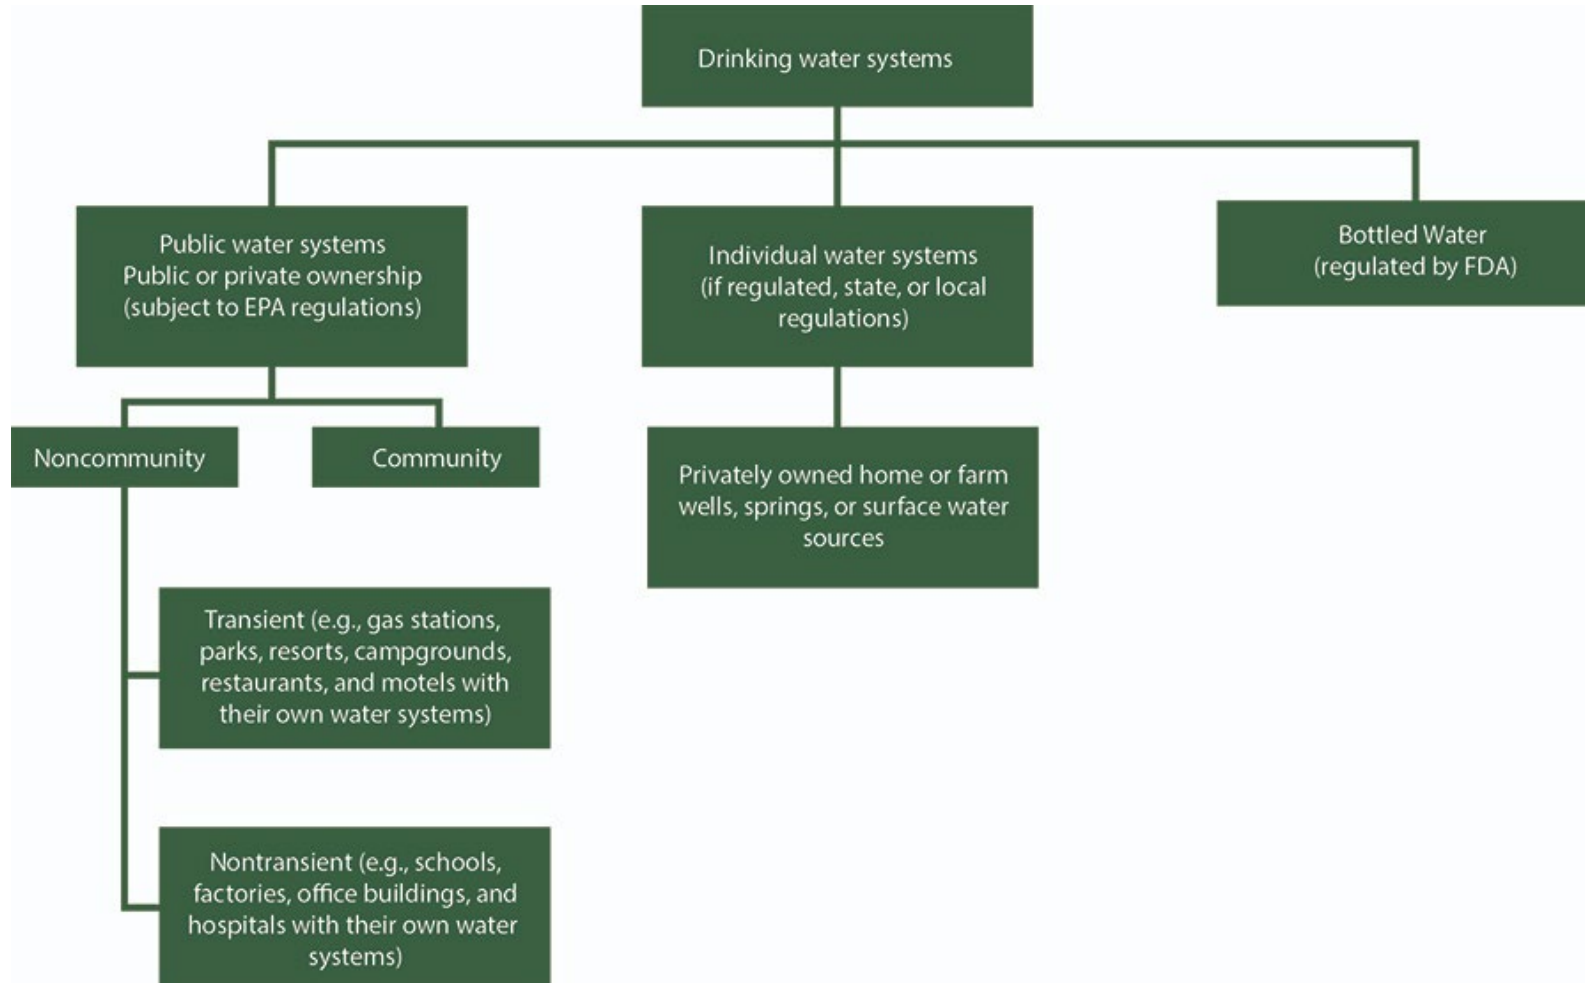 Drinking water systems
Public water systems
Public or private ownership
(subject to EPA regulations)
Individual water systems
(if regulated, state, or local
regulations)
Bottled Water
(regulated by FDA)
Noncommunity
Community
Privately owned home or farm
wells, springs, or surface water
sources
Transient (e.g., gas stations,
parks, resorts, campgrounds,
restaurants, and motels with
their own water systems)
Nontransient (e.g., schools,
factories, office buildings, and
hospitals with their own water
systems)